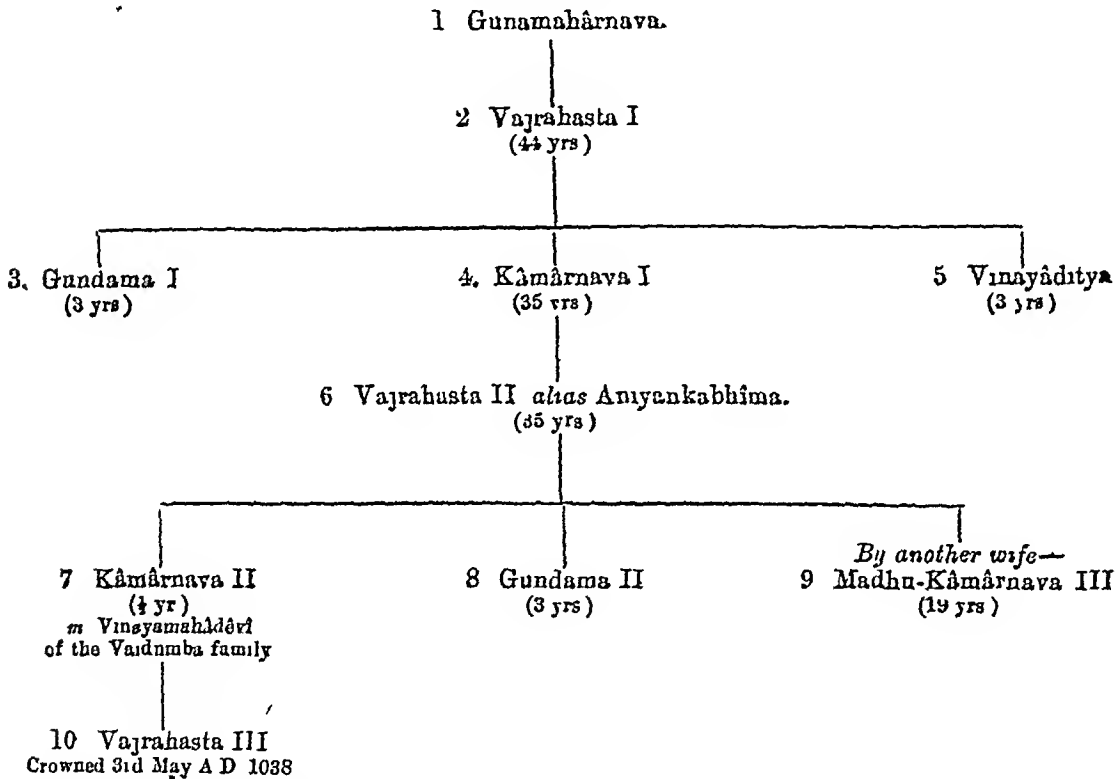 1 Gunamahârnava.
2 Vajrahasta I
(44 yrs)
3. Gundama I
(3 yrs)
4. Kâmârnava I
(35 yrs)
5 Vinayâditya
(3 yrs)
6 Vajrahasta II alias Aniyankabhîma.
(35 yrs)
7 Kâmârnava II
(½ yr)
m Vinayamahâdêvî
of the Vaidumba family
8 Gundama II
(3 yrs)
By another wife—
9 Madhu-Kâmârnava III
(19 yrs)
10 Vajrahasta III
Crowned 3rd May A D 1038